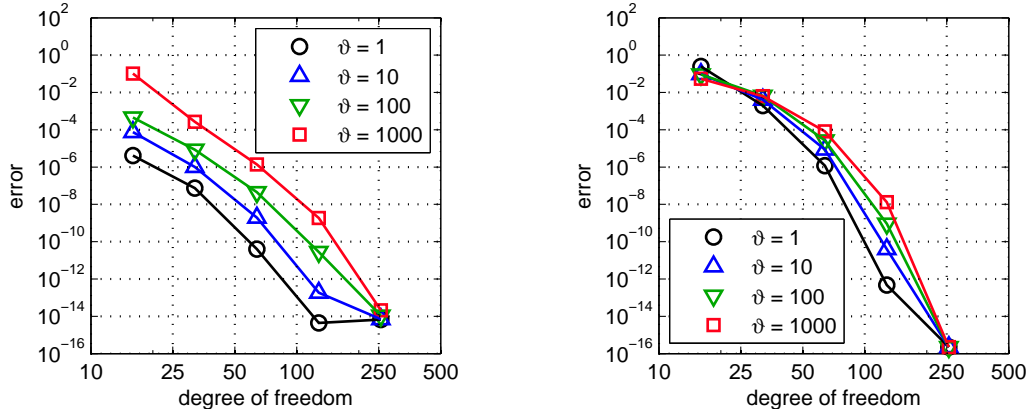 10^2
10^0
10^-2
10^-4
10^-6
10^-8
10^-10
10^-12
10^-14
10^-16
error
10 25 50 100 250 500
degree of freedom
ϑ = 1
ϑ = 10
ϑ = 100
ϑ = 1000
10^2
10^0
10^-2
10^-4
10^-6
10^-8
10^-10
10^-12
10^-14
10^-16
error
10 25 50 100 250 500
degree of freedom
ϑ = 1
ϑ = 10
ϑ = 100
ϑ = 1000